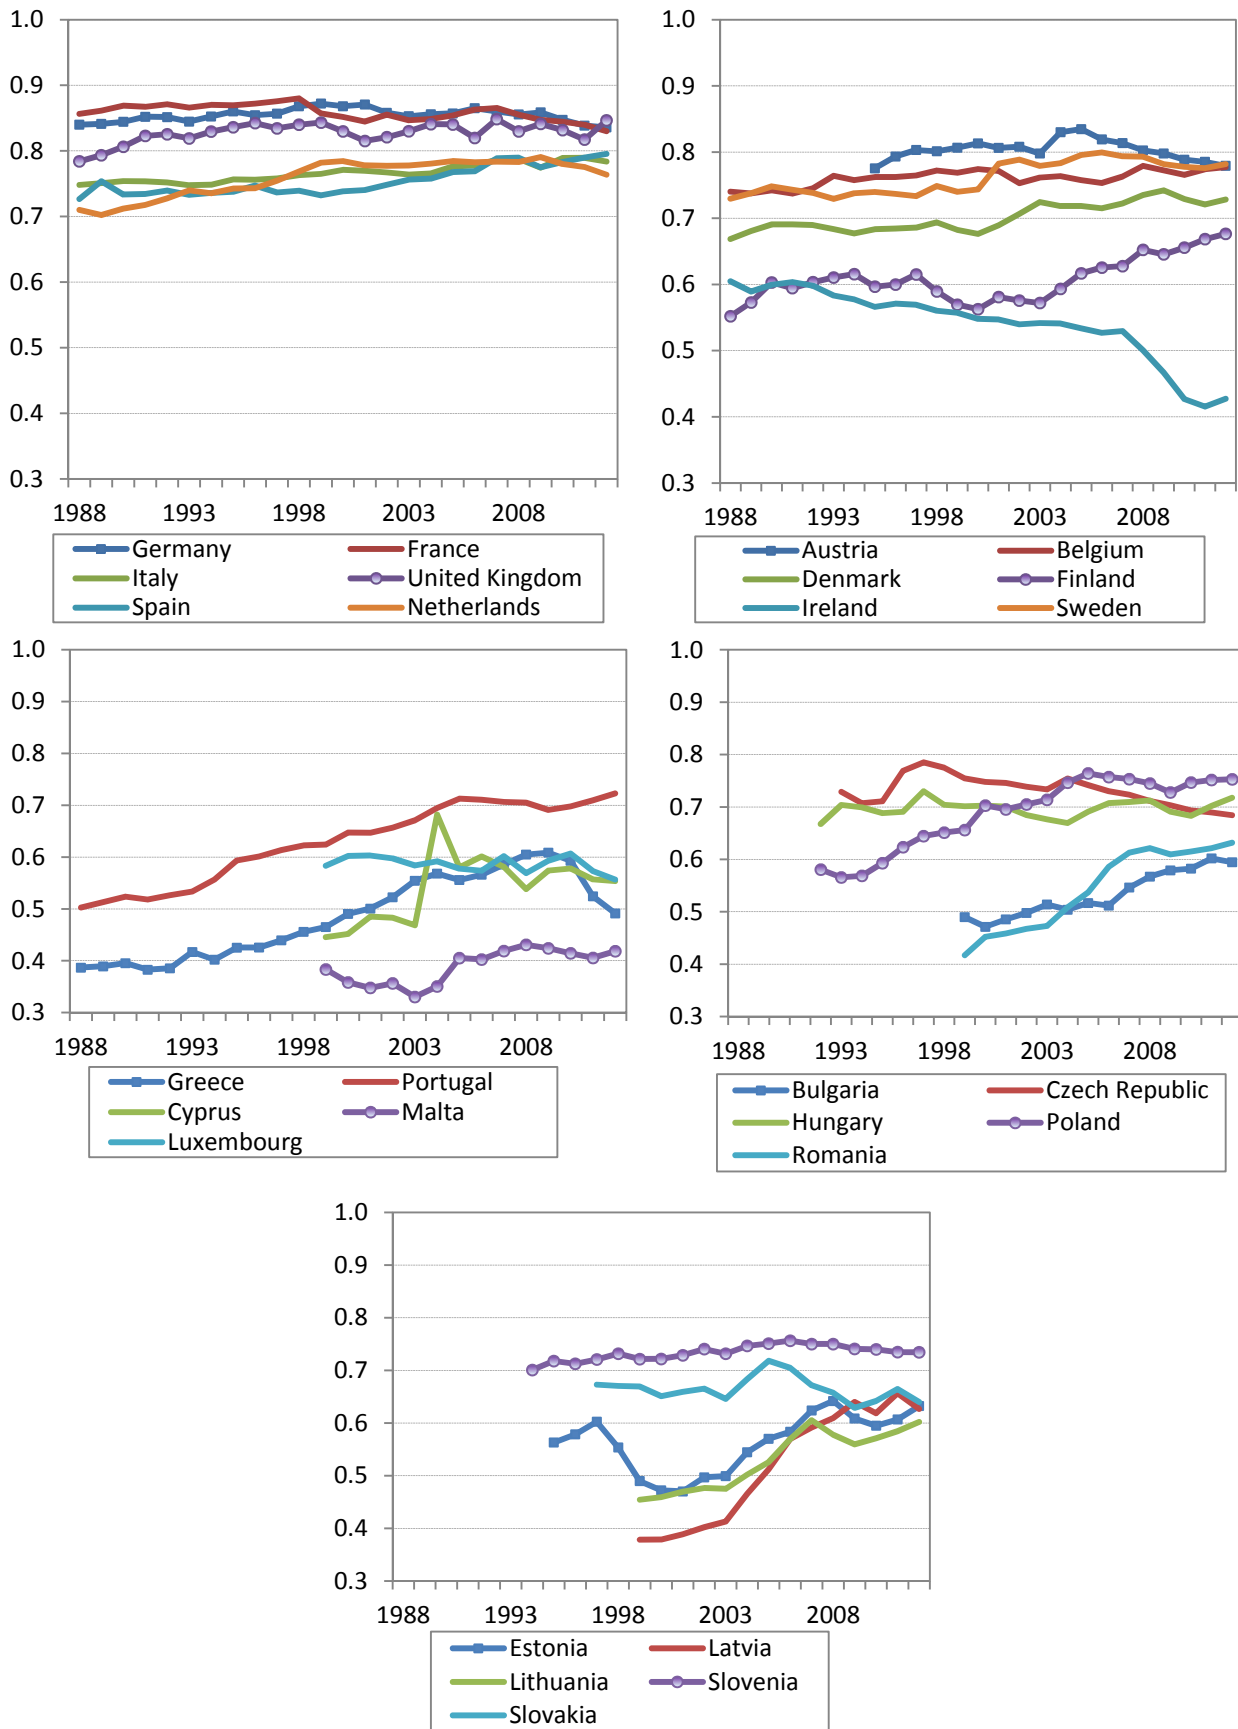 1.0
0.9
0.8
0.7
0.6
0.5
0.4
0.3
1988 1993 1998 2003 2008
Germany France
Italy United Kingdom
Spain Netherlands
1.0
0.9
0.8
0.7
0.6
0.5
0.4
0.3
1988 1993 1998 2003 2008
Austria Belgium
Denmark Finland
Ireland Sweden
1.0
0.9
0.8
0.7
0.6
0.5
0.4
0.3
1988 1993 1998 2003 2008
Greece Portugal
Cyprus Malta
Luxembourg
1.0
0.9
0.8
0.7
0.6
0.5
0.4
0.3
1988 1993 1998 2003 2008
Bulgaria Czech Republic
Hungary Poland
Romania
1.0
0.9
0.8
0.7
0.6
0.5
0.4
0.3
1988 1993 1998 2003 2008
Estonia Latvia
Lithuania Slovenia
Slovakia